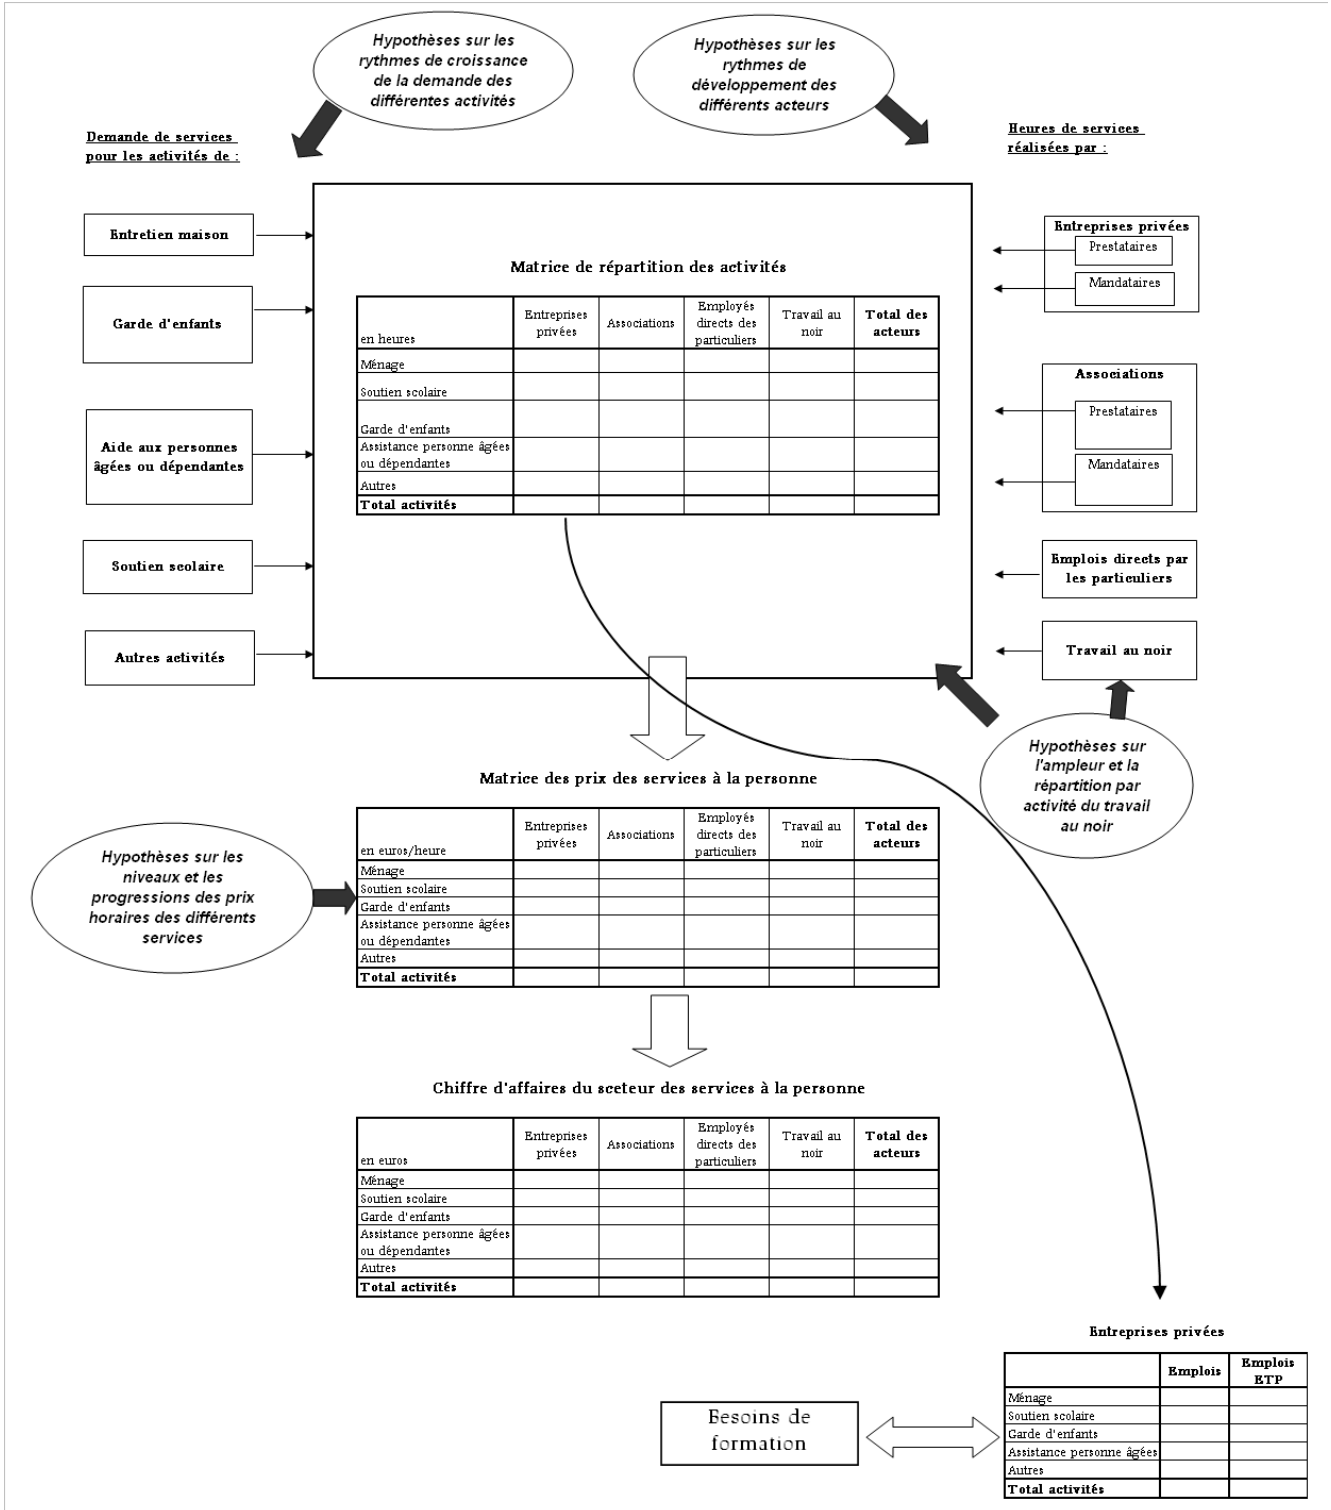 Hypothèses sur les
rythmes de croissance
de la demande des
différentes activités
Hypothèses sur les
rythmes de
développement des
différents acteurs
Demande de services
pour les activités de :
Heures de services
réalisées par :
Entretien maison
Garde d'enfants
Aide aux personnes
âgées ou dépendantes
Soutien scolaire
Autres activités
Entreprises privées
Prestataires
Mandataires
Associations
Prestataires
Mandataires
Emplois directs par
les particuliers
Travail au noir
Matrice de répartition des activités
en heures
Entreprises
privées
Associations
Employés
directs des
particuliers
Travail au
noir
Total des
acteurs
Ménage
Soutien scolaire
Garde d'enfants
Assistance personne âgées
ou dépendantes
Autres
Total activités
Hypothèses sur
l'ampleur et la
répartition par
activité du travail
au noir
Matrice des prix des services à la personne
en euros/heure
Entreprises
privées
Associations
Employés
directs des
particuliers
Travail au
noir
Total des
acteurs
Ménage
Soutien scolaire
Garde d'enfants
Assistance personne âgées
ou dépendantes
Autres
Total activités
Hypothèses sur les
niveaux et les
progressions des prix
horaires des différents
services
Chiffre d'affaires du sceteur des services à la personne
en euros
Entreprises
privées
Associations
Employés
directs des
particuliers
Travail au
noir
Total des
acteurs
Ménage
Soutien scolaire
Garde d'enfants
Assistance personne âgées
ou dépendantes
Autres
Total activités
Entreprises privées
Emplois
Emplois
ETP
Ménage
Soutien scolaire
Garde d'enfants
Assistance personne âgées
Autres
Total activités
Besoins de
formation